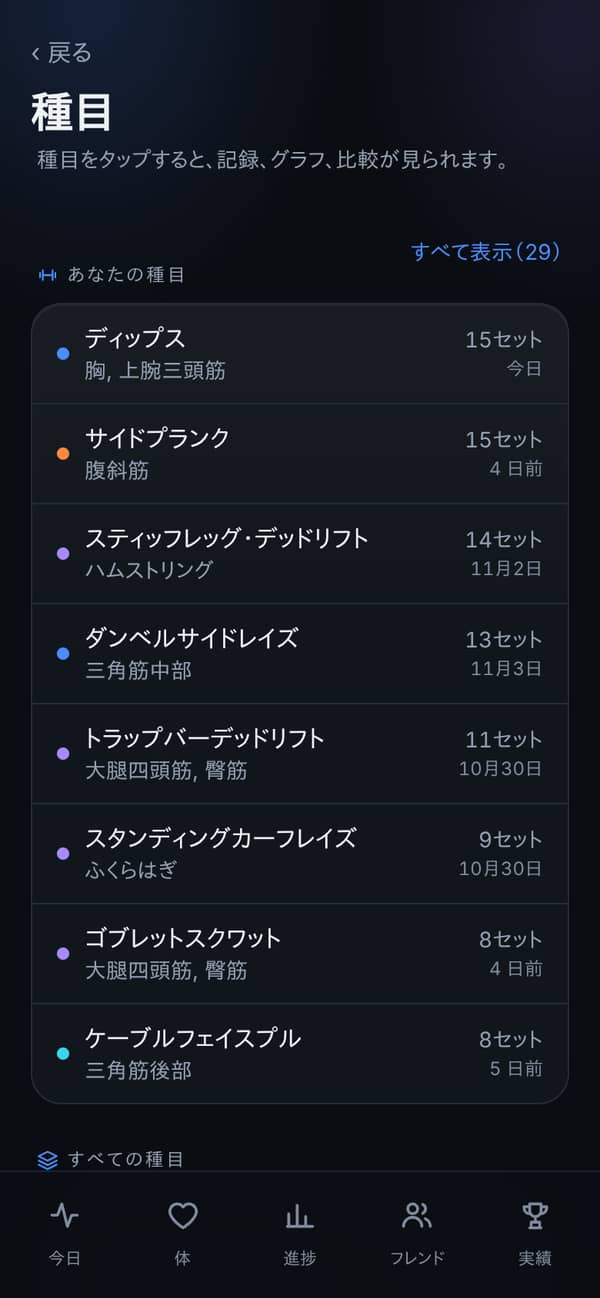 ‹ 戻る
種目
種目をタップすると、記録、グラフ、比較が見られます。
すべて表示（29）
あなたの種目
ディップス
15セット
胸, 上腕三頭筋
今日
サイドプランク
15セット
腹斜筋
4 日前
スティッフレッグ・デッドリフト
14セット
ハムストリング
11月2日
ダンベルサイドレイズ
13セット
三角筋中部
11月3日
トラップバーデッドリフト
11セット
大腿四頭筋, 臀筋
10月30日
スタンディングカーフレイズ
9セット
ふくらはぎ
10月30日
ゴブレットスクワット
8セット
大腿四頭筋, 臀筋
4 日前
ケーブルフェイスプル
8セット
三角筋後部
5 日前
すべての種目
今日
体
進捗
フレンド
実績